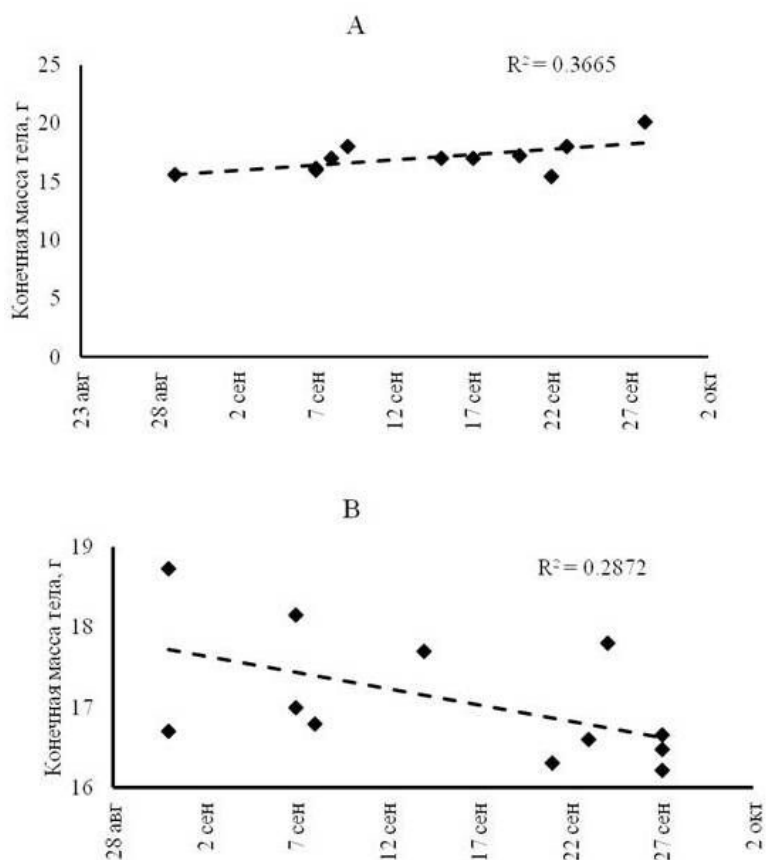 A
R² = 0.3665
Конечная масса тела, г
25
20
15
10
5
0
23 авг
28 авг
2 сен
7 сен
12 сен
17 сен
22 сен
27 сен
2 окт
B
R² = 0.2872
Конечная масса тела, г
19
18
17
16
28 авг
2 сен
7 сен
12 сен
17 сен
22 сен
27 сен
2 окт